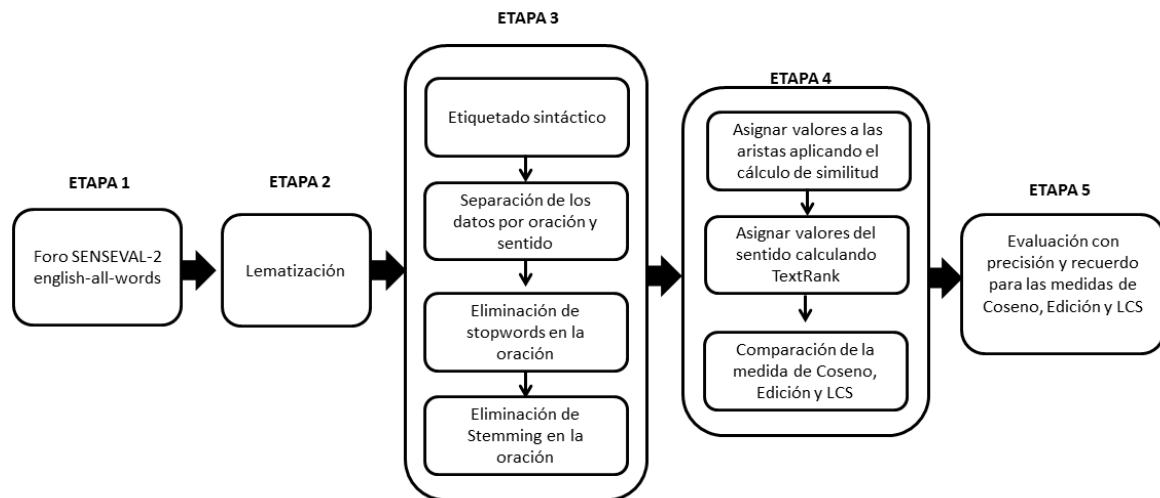 ETAPA 1
Foro SENSEVAL-2
english-all-words
ETAPA 2
Lematización
ETAPA 3
Etiquetado sintáctico
Separación de los
datos por oración y
sentido
Eliminación de
stopwords en la
oración
Eliminación de
Stemming en la
oración
ETAPA 4
Asignar valores a las
aristas aplicando el
cálculo de similitud
Asignar valores del
sentido calculando
TextRank
Comparación de la
medida de Coseno,
Edición y LCS
ETAPA 5
Evaluación con
precisión y recuerdo
para las medidas de
Coseno, Edición y LCS